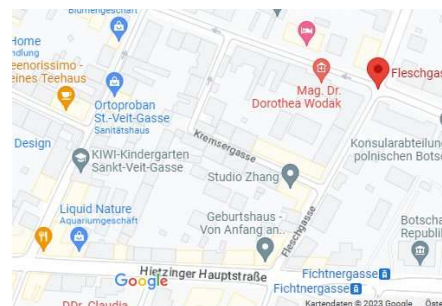 Blumengeschäft
Home
ndlung
eenorissimo -
eines Teehaus
Ortoproban
St.-Veit-Gasse
Sanitätshaus
Mag. Dr.
Dorothea Wodak
Fleschgas
Kremsergasse
Konsularabteilung
polnischen Botsc
Design
KIWI-Kindergarten
Sankt-Veit-Gasse
Studio Zhang
Liquid Nature
Aquariumgeschäft
Geburtshaus -
Von Anfang an...
Fleschgasse
Botscha
Republi
Hietzinger Hauptstraße
Fichtnergasse
Google
Fichtnergasse
DDr. Claudia
Kartendaten © 2023 Google
Öste